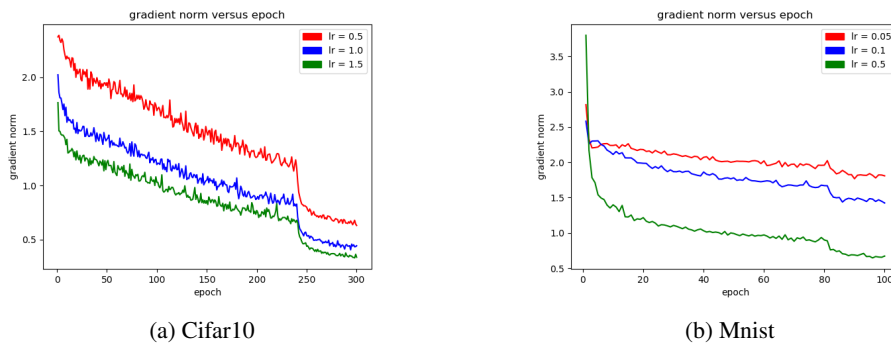 gradient norm versus epoch
lr = 0.5
lr = 1.0
lr = 1.5
2.0
1.5
1.0
0.5
gradient norm
0
50
100
150
200
250
300
epoch
(a) Cifar10
gradient norm versus epoch
lr = 0.05
lr = 0.1
lr = 0.5
3.5
3.0
2.5
2.0
1.5
1.0
0.5
gradient norm
0
20
40
60
80
100
epoch
(b) Mnist